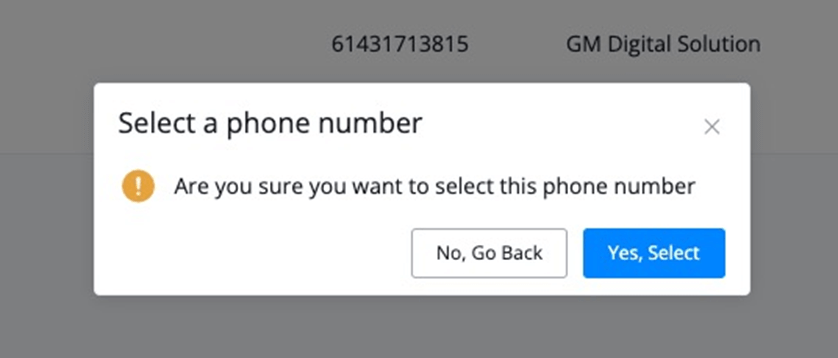 61431713815 GM Digital Solution
Select a phone number
Are you sure you want to select this phone number
No, Go Back Yes, Select